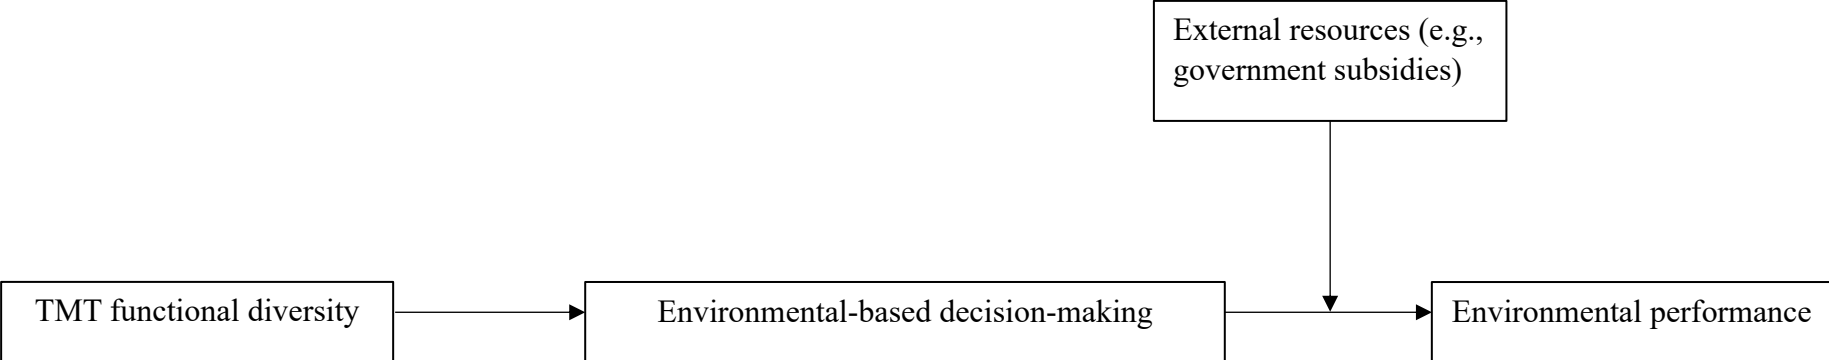 External resources (e.g.,
government subsidies)
TMT functional diversity
Environmental-based decision-making
Environmental performance